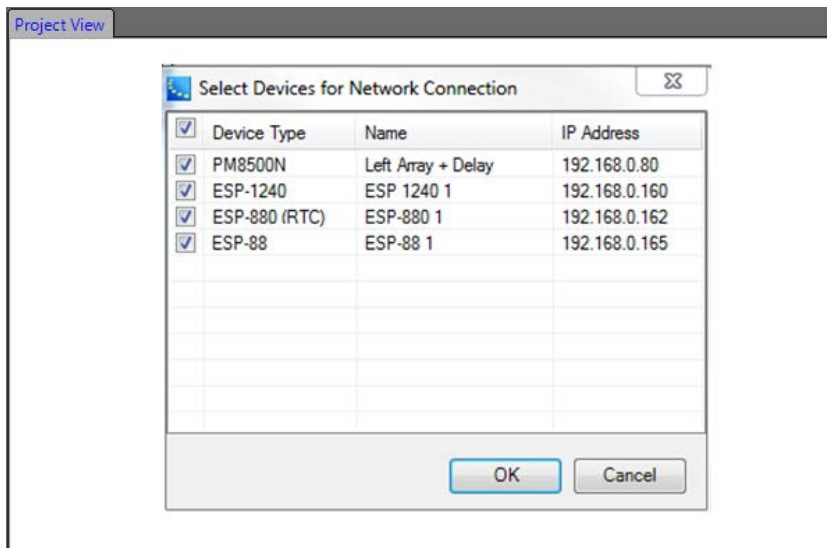 Project View
Select Devices for Network Connection
Device Type Name IP Address
PM8500N Left Array + Delay 192.168.0.80
ESP-1240 ESP 1240 1 192.168.0.160
ESP-880 (RTC) ESP-880 1 192.168.0.162
ESP-88 ESP-88 1 192.168.0.165
OK Cancel